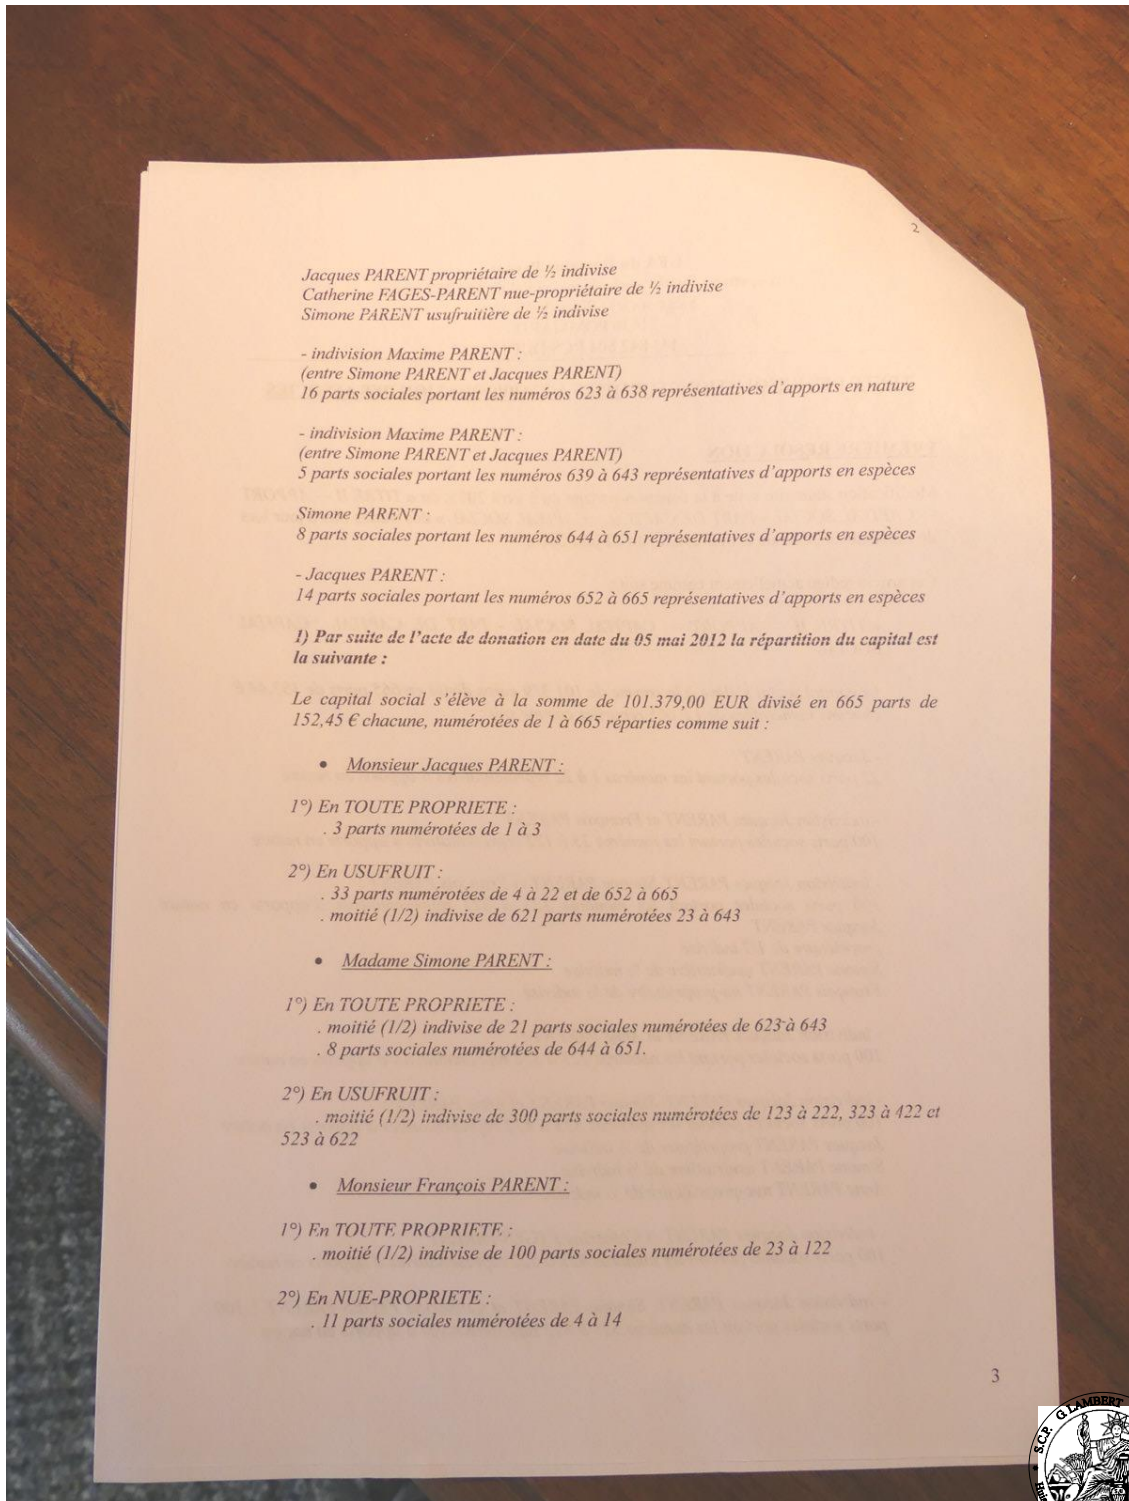 2
Jacques PARENT propriétaire de ½ indivise
Catherine FAGES-PARENT nue-propriétaire de ½ indivise
Simone PARENT usufruitière de ½ indivise
- indivision Maxime PARENT :
(entre Simone PARENT et Jacques PARENT)
16 parts sociales portant les numéros 623 à 638 représentatives d'apports en nature
- indivision Maxime PARENT :
(entre Simone PARENT et Jacques PARENT)
5 parts sociales portant les numéros 639 à 643 représentatives d'apports en espèces
Simone PARENT :
8 parts sociales portant les numéros 644 à 651 représentatives d'apports en espèces
- Jacques PARENT :
14 parts sociales portant les numéros 652 à 665 représentatives d'apports en espèces
1) Par suite de l'acte de donation en date du 05 mai 2012 la répartition du capital est
la suivante :
Le capital social s'élève à la somme de 101.379,00 EUR divisé en 665 parts de
152,45 € chacune, numérotées de 1 à 665 réparties comme suit :
• Monsieur Jacques PARENT :
1°) En TOUTE PROPRIETE :
. 3 parts numérotées de 1 à 3
2°) En USUFRUIT :
. 33 parts numérotées de 4 à 22 et de 652 à 665
. moitié (1/2) indivise de 621 parts numérotées 23 à 643
• Madame Simone PARENT :
1°) En TOUTE PROPRIETE :
. moitié (1/2) indivise de 21 parts sociales numérotées de 623 à 643
. 8 parts sociales numérotées de 644 à 651.
2°) En USUFRUIT :
. moitié (1/2) indivise de 300 parts sociales numérotées de 123 à 222, 323 à 422 et
523 à 622
• Monsieur François PARENT :
1°) En TOUTE PROPRIETE :
. moitié (1/2) indivise de 100 parts sociales numérotées de 23 à 122
2°) En NUE-PROPRIETE :
. 11 parts sociales numérotées de 4 à 14
3
S.C.P. G LAMBERT